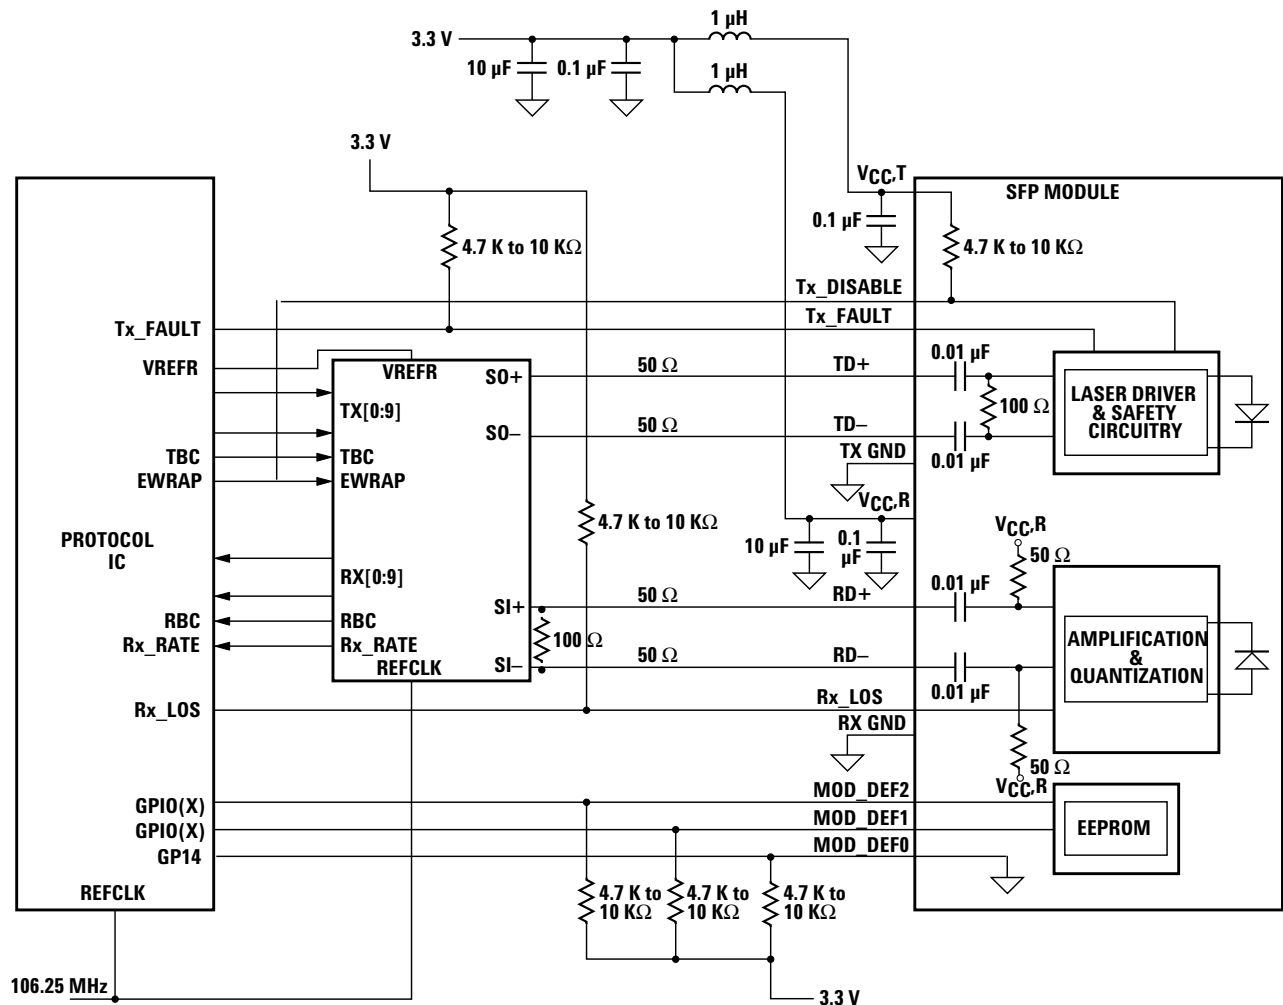 1 µH
3.3 V
10 µF
0.1 µF
1 µH
3.3 V
VCC,T
SFP MODULE
0.1 µF
4.7 K to 10 KΩ
4.7 K to 10 KΩ
Tx_DISABLE
Tx_FAULT
Tx_FAULT
VREFR
VREFR
SO+
50 Ω
TD+
0.01 µF
TX[0:9]
100 Ω
LASER DRIVER
& SAFETY
CIRCUITRY
SO–
50 Ω
TD–
0.01 µF
TBC
TBC
TX GND
EWRAP
EWRAP
VCC,R
4.7 K to 10 KΩ
PROTOCOL
IC
10 µF
0.1
µF
VCC,R
50 Ω
RX[0:9]
SI+
50 Ω
RD+
0.01 µF
RBC
RBC
100 Ω
Rx_RATE
Rx_RATE
SI–
50 Ω
RD–
0.01 µF
AMPLIFICATION
&
QUANTIZATION
REFCLK
Rx_LOS
Rx_LOS
RX GND
50 Ω
VCC,R
GPIO(X)
MOD_DEF2
GPIO(X)
MOD_DEF1
EEPROM
GP14
MOD_DEF0
REFCLK
4.7 K to
10 KΩ
4.7 K to
10 KΩ
4.7 K to
10 KΩ
106.25 MHz
3.3 V